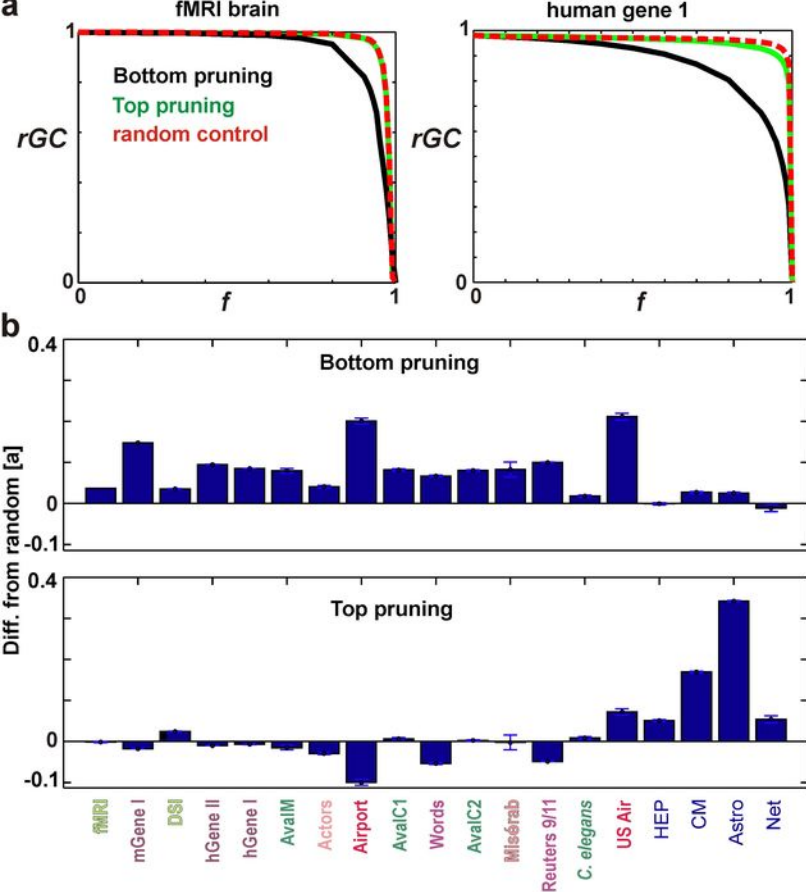 a
fMRI brain
human gene 1
1
1
Bottom pruning
Top pruning
random control
rGC
rGC
0
0
0
f
1
0
f
1
b
0.4
Bottom pruning
0
-0.1
Diff. from random [a]
0.4
Top pruning
0
-0.1
fMRI
mGene I
DSI
hGene II
hGene I
AvalM
Actors
Airport
AvalC1
Words
AvalC2
Misérab
Reuters 9/11
C. elegans
US Air
HEP
CM
Astro
Net